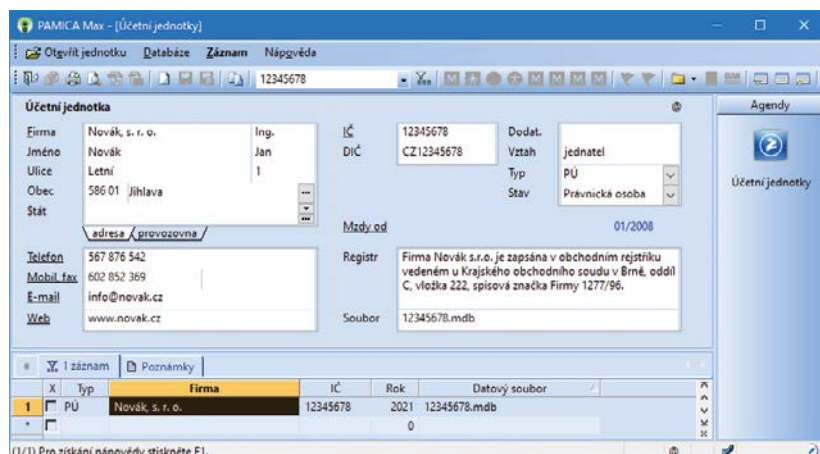 PAMICA Max - [Účetní jednotky]
Otevřít jednotku Databáze Záznam Nápověda
12345678
Účetní jednotka @ Agendy
Firma Novák, s. r. o. Ing. IČ 12345678 Dodat.
Jméno Novák Jan DIČ CZ12345678 Vztah jednatel
Ulice Letní 1 Typ PÚ
Obec 586 01 Jihlava Stav Právnická osoba
Účetní jednotky
Stát
adresa provozovna Mzdy od 01/2008
Telefon 567 876 542 Registr Firma Novák s.r.o. je zapsána v obchodním rejstříku
Mobil, fax 602 852 369 vedeném u Krajského obchodního soudu v Brně, oddíl
E-mail info@novak.cz C, vložka 222, spisová značka Firmy 1277/96.
Web www.novak.cz Soubor 12345678.mdb
* 1 záznam Poznámky
X Typ Firma IČ Rok Datový soubor
1 PÚ Novák, s. r. o. 12345678 2021 12345678.mdb
* 0
(1/1) Pro získání nápovědy stiskněte F1. @